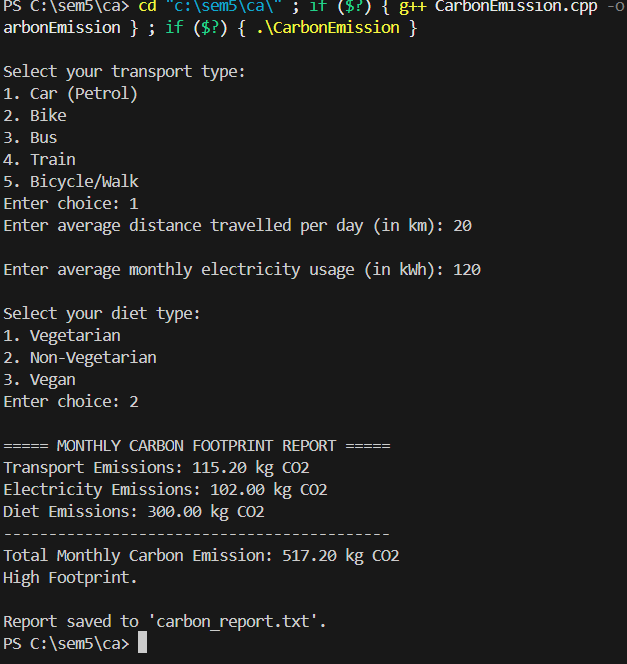 PS C:\sem5\ca> cd "c:\sem5\ca\" ; if ($?) { g++ CarbonEmission.cpp -o
arbonEmission } ; if ($?) { .\CarbonEmission }

Select your transport type:
1. Car (Petrol)
2. Bike
3. Bus
4. Train
5. Bicycle/Walk
Enter choice: 1
Enter average distance travelled per day (in km): 20

Enter average monthly electricity usage (in kWh): 120

Select your diet type:
1. Vegetarian
2. Non-Vegetarian
3. Vegan
Enter choice: 2

===== MONTHLY CARBON FOOTPRINT REPORT =====
Transport Emissions: 115.20 kg CO2
Electricity Emissions: 102.00 kg CO2
Diet Emissions: 300.00 kg CO2
-------------------------------------------
Total Monthly Carbon Emission: 517.20 kg CO2
High Footprint.

Report saved to 'carbon_report.txt'.
PS C:\sem5\ca>